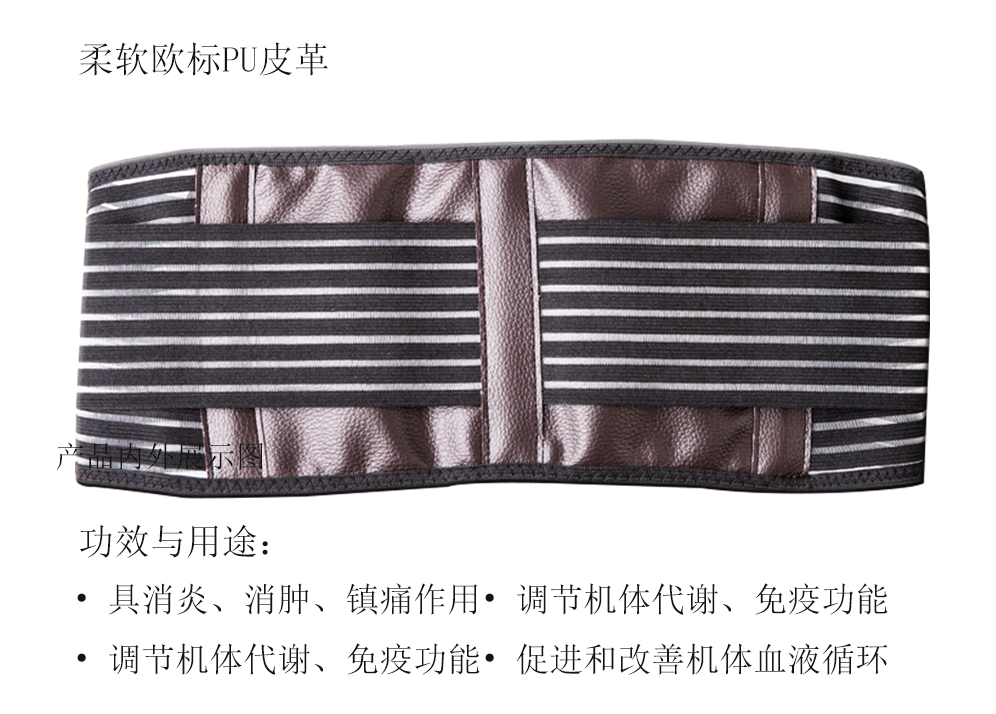 柔软欧标PU皮革
产品内外展示图
功效与用途：
• 具消炎、消肿、镇痛作用• 调节机体代谢、免疫功能
• 调节机体代谢、免疫功能• 促进和改善机体血液循环